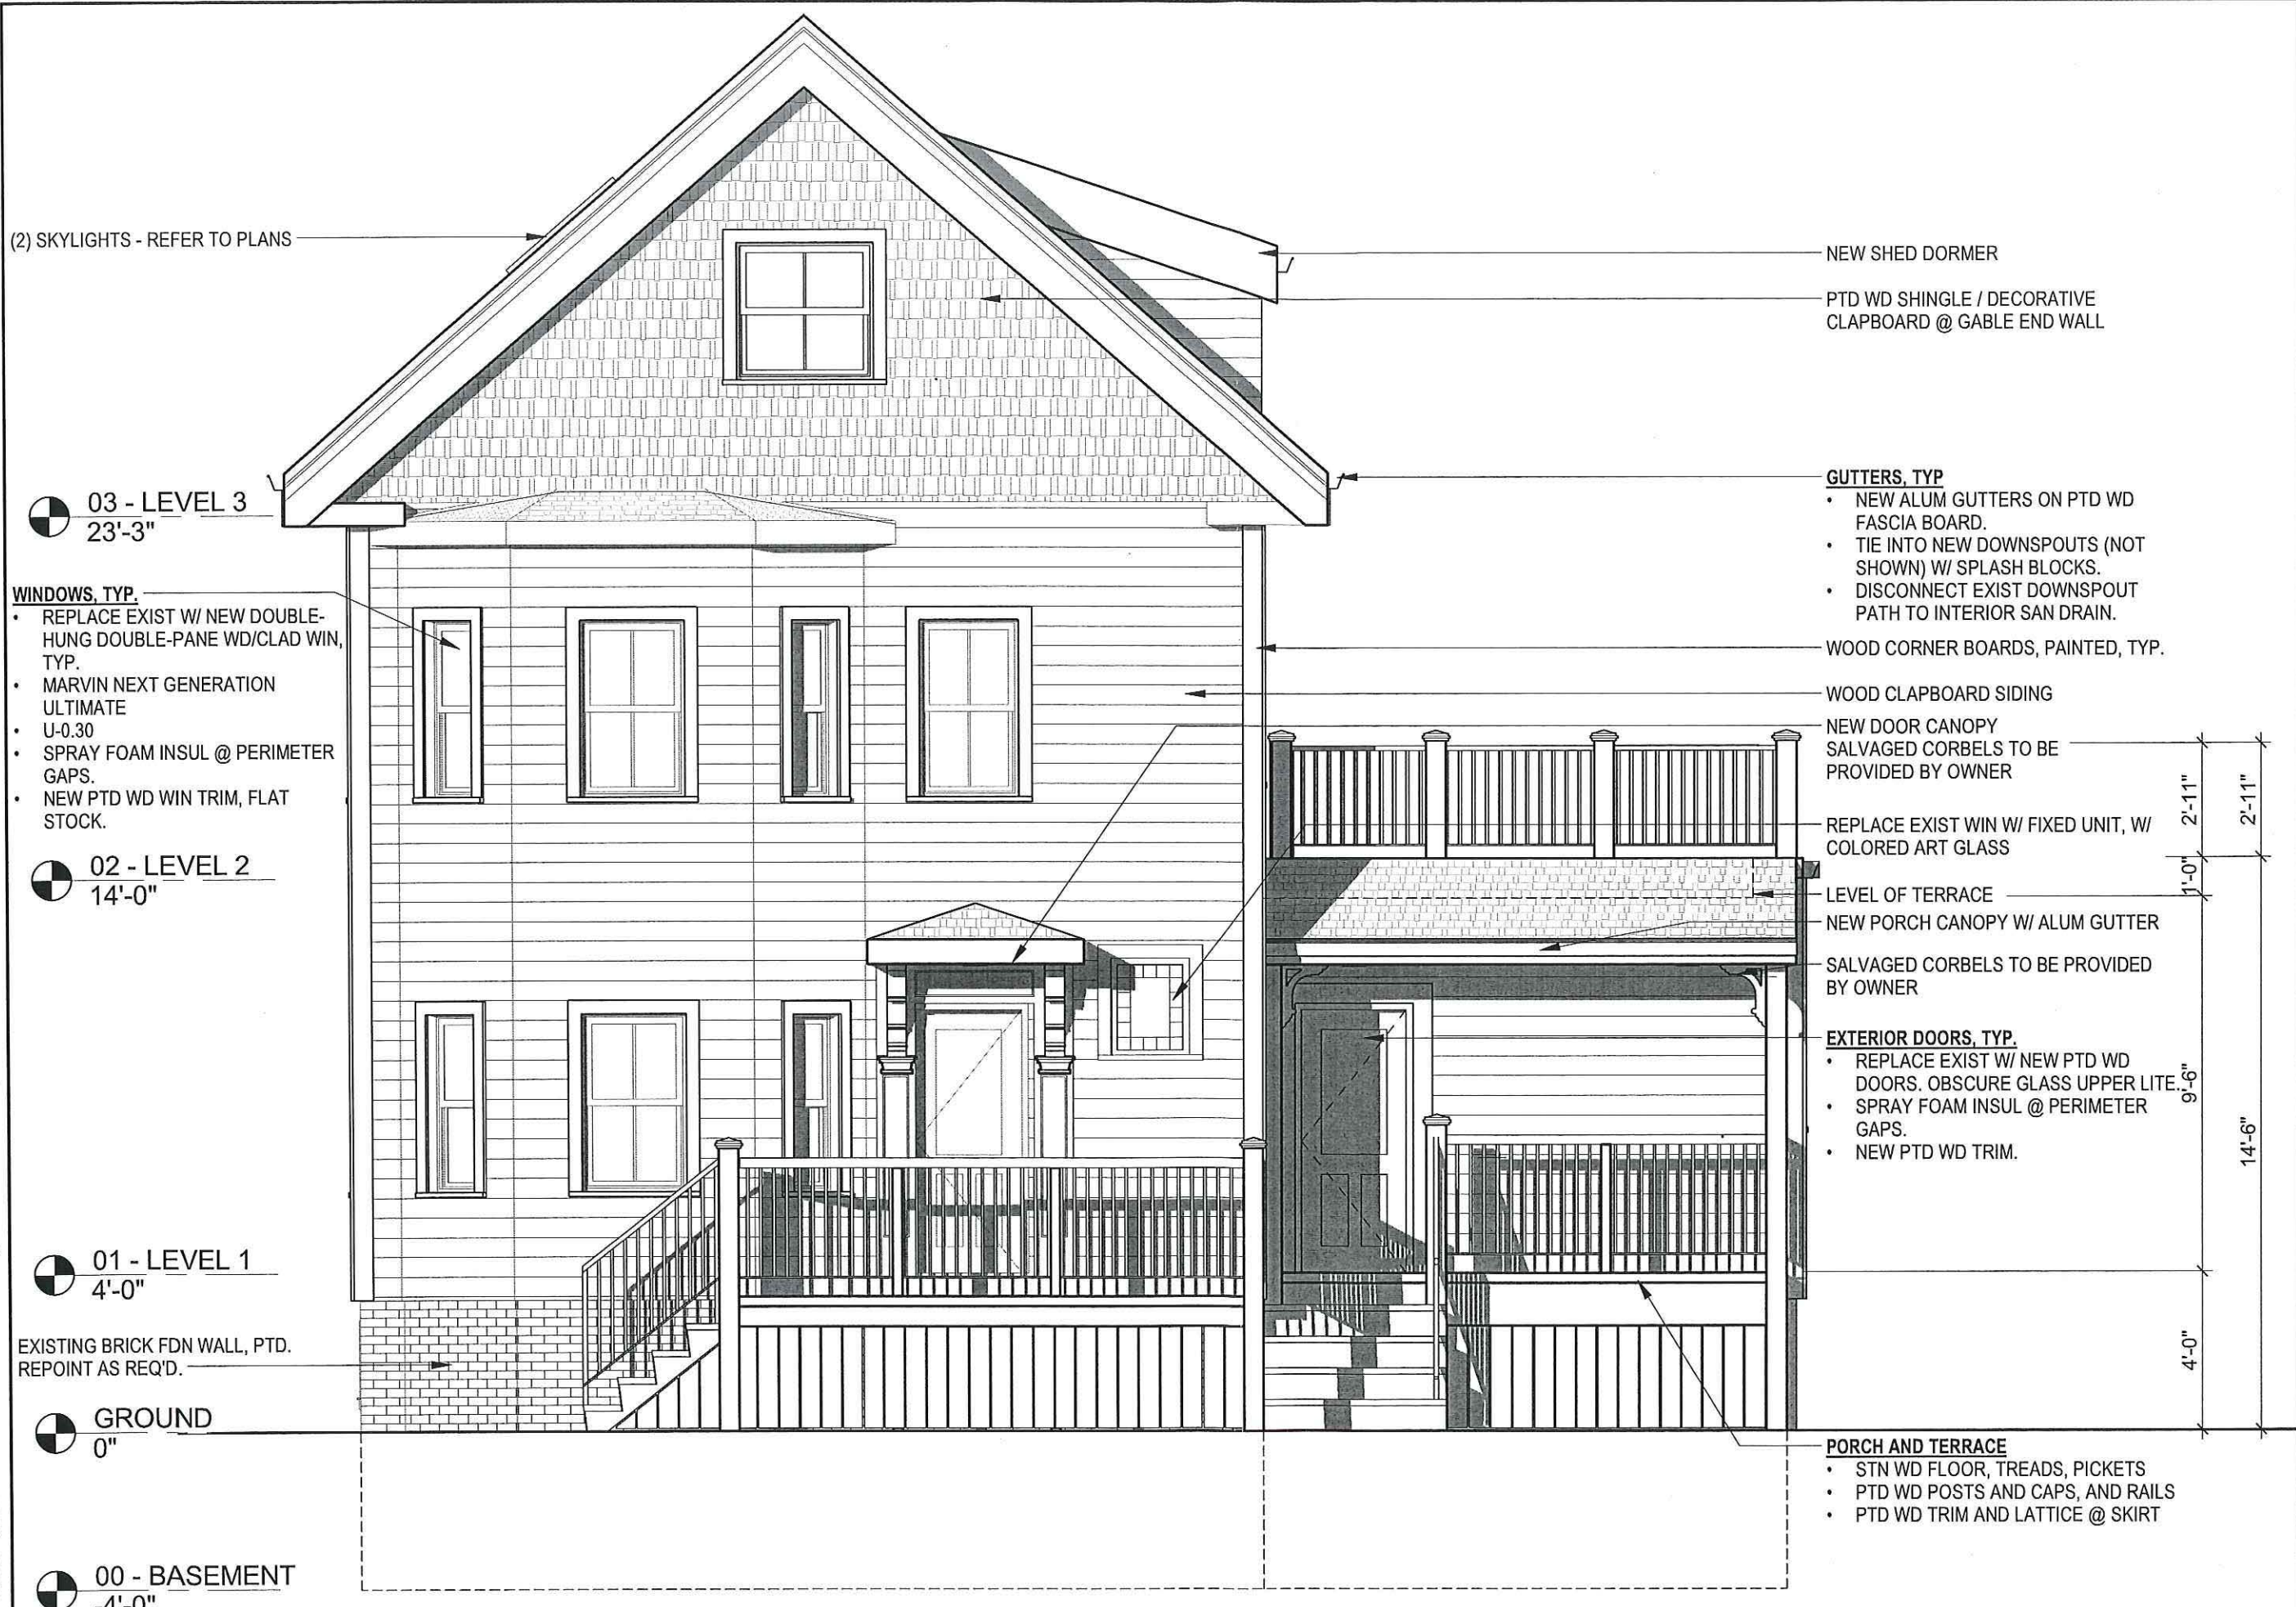 (2) SKYLIGHTS - REFER TO PLANS
03 - LEVEL 3
23'-3"
WINDOWS, TYP.
• REPLACE EXIST W/ NEW DOUBLE-
HUNG DOUBLE-PANE WD/CLAD WIN,
TYP.
• MARVIN NEXT GENERATION
ULTIMATE
• U-0.30
• SPRAY FOAM INSUL @ PERIMETER
GAPS.
• NEW PTD WD WIN TRIM, FLAT
STOCK.
02 - LEVEL 2
14'-0"
01 - LEVEL 1
4'-0"
EXISTING BRICK FDN WALL, PTD.
REPOINT AS REQ'D.
GROUND
0"
00 - BASEMENT
-4'-0"
NEW SHED DORMER
PTD WD SHINGLE / DECORATIVE
CLAPBOARD @ GABLE END WALL
GUTTERS, TYP
• NEW ALUM GUTTERS ON PTD WD
FASCIA BOARD.
• TIE INTO NEW DOWNSPOUTS (NOT
SHOWN) W/ SPLASH BLOCKS.
• DISCONNECT EXIST DOWNSPOUT
PATH TO INTERIOR SAN DRAIN.
WOOD CORNER BOARDS, PAINTED, TYP.
WOOD CLAPBOARD SIDING
NEW DOOR CANOPY
SALVAGED CORBELS TO BE
PROVIDED BY OWNER
REPLACE EXIST WIN W/ FIXED UNIT, W/
COLORED ART GLASS
LEVEL OF TERRACE
NEW PORCH CANOPY W/ ALUM GUTTER
SALVAGED CORBELS TO BE PROVIDED
BY OWNER
EXTERIOR DOORS, TYP.
• REPLACE EXIST W/ NEW PTD WD
DOORS. OBSCURE GLASS UPPER LITE.
• SPRAY FOAM INSUL @ PERIMETER
GAPS.
• NEW PTD WD TRIM.
PORCH AND TERRACE
• STN WD FLOOR, TREADS, PICKETS
• PTD WD POSTS AND CAPS, AND RAILS
• PTD WD TRIM AND LATTICE @ SKIRT
2'-11"
1'-0"
9'-6"
4'-0"
2'-11"
14'-6"